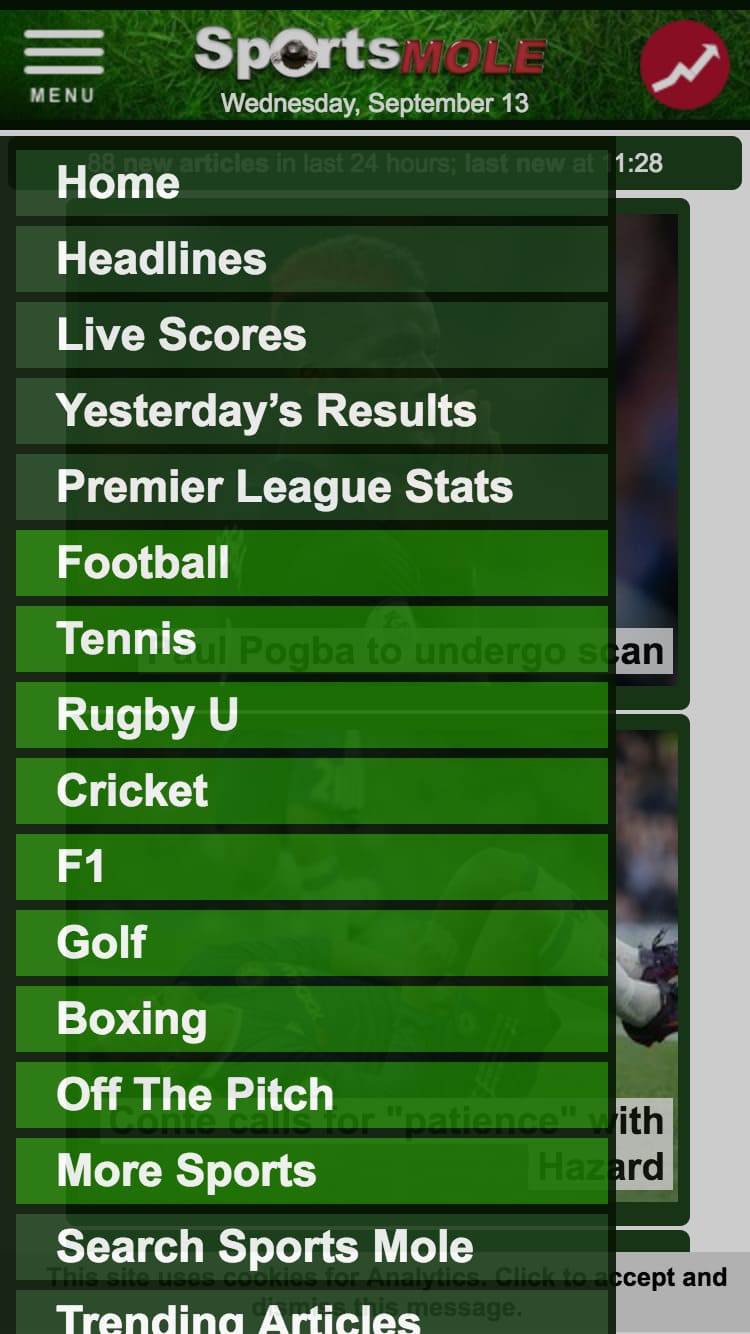 MENU
SportsMOLE
Wednesday, September 13
88 new articles in last 24 hours; last new at 11:28
Home
Headlines
Live Scores
Yesterday’s Results
Premier League Stats
Football
Tennis
Paul Pogba to undergo scan
Rugby U
Cricket
F1
Golf
Boxing
Off The Pitch
Conte calls for "patience" with
Hazard
More Sports
Search Sports Mole
This site uses cookies for Analytics. Click to accept and
dismiss this message.
Trending Articles